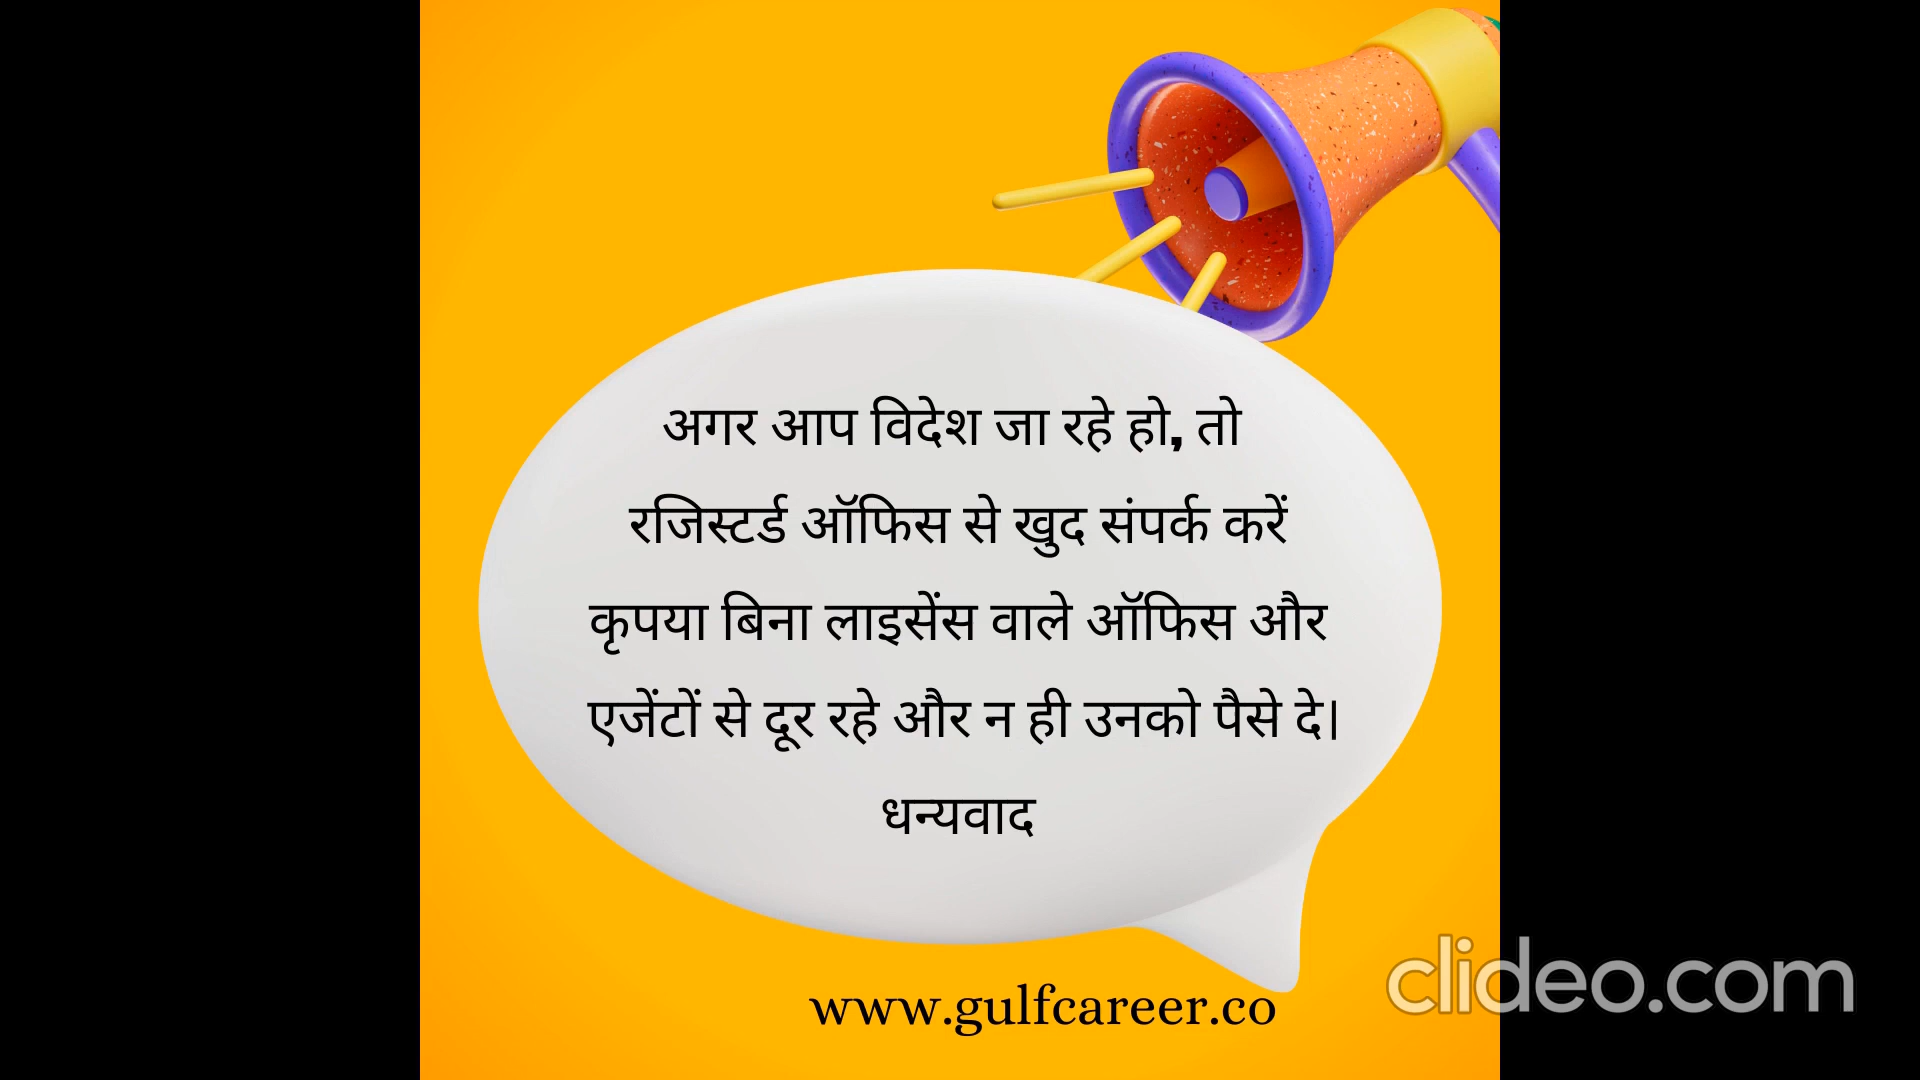 अगर आप विदेश जा रहे हो, तो
रजिस्टर्ड ऑफिस से खुद संपर्क करें
कृपया बिना लाइसेंस वाले ऑफिस और
एजेंटों से दूर रहे और न ही उनको पैसे दे।
धन्यवाद
www.gulfcareer.co
clideo.com